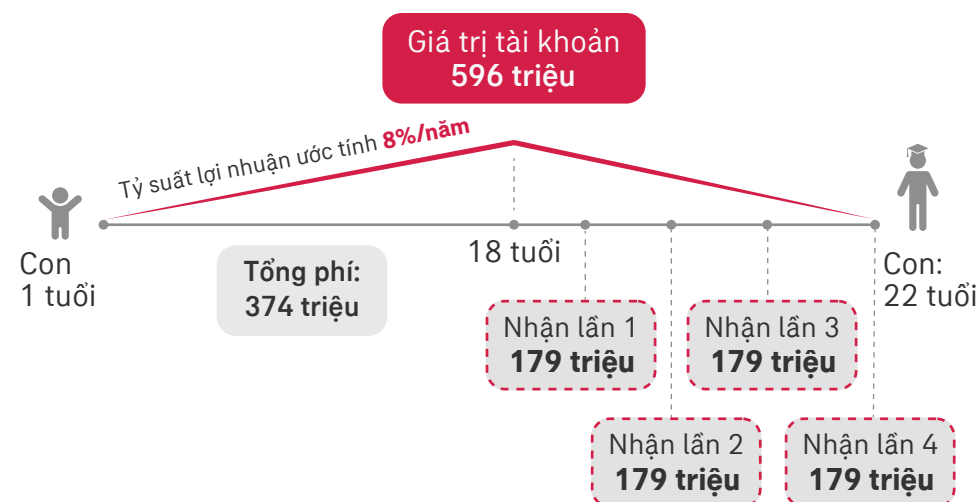 Giá trị tài khoản
596 triệu
Tỷ suất lợi nhuận ước tính 8%/năm
Con
1 tuổi
Tổng phí:
374 triệu
18 tuổi
Con:
22 tuổi
Nhận lần 1
179 triệu
Nhận lần 3
179 triệu
Nhận lần 2
179 triệu
Nhận lần 4
179 triệu